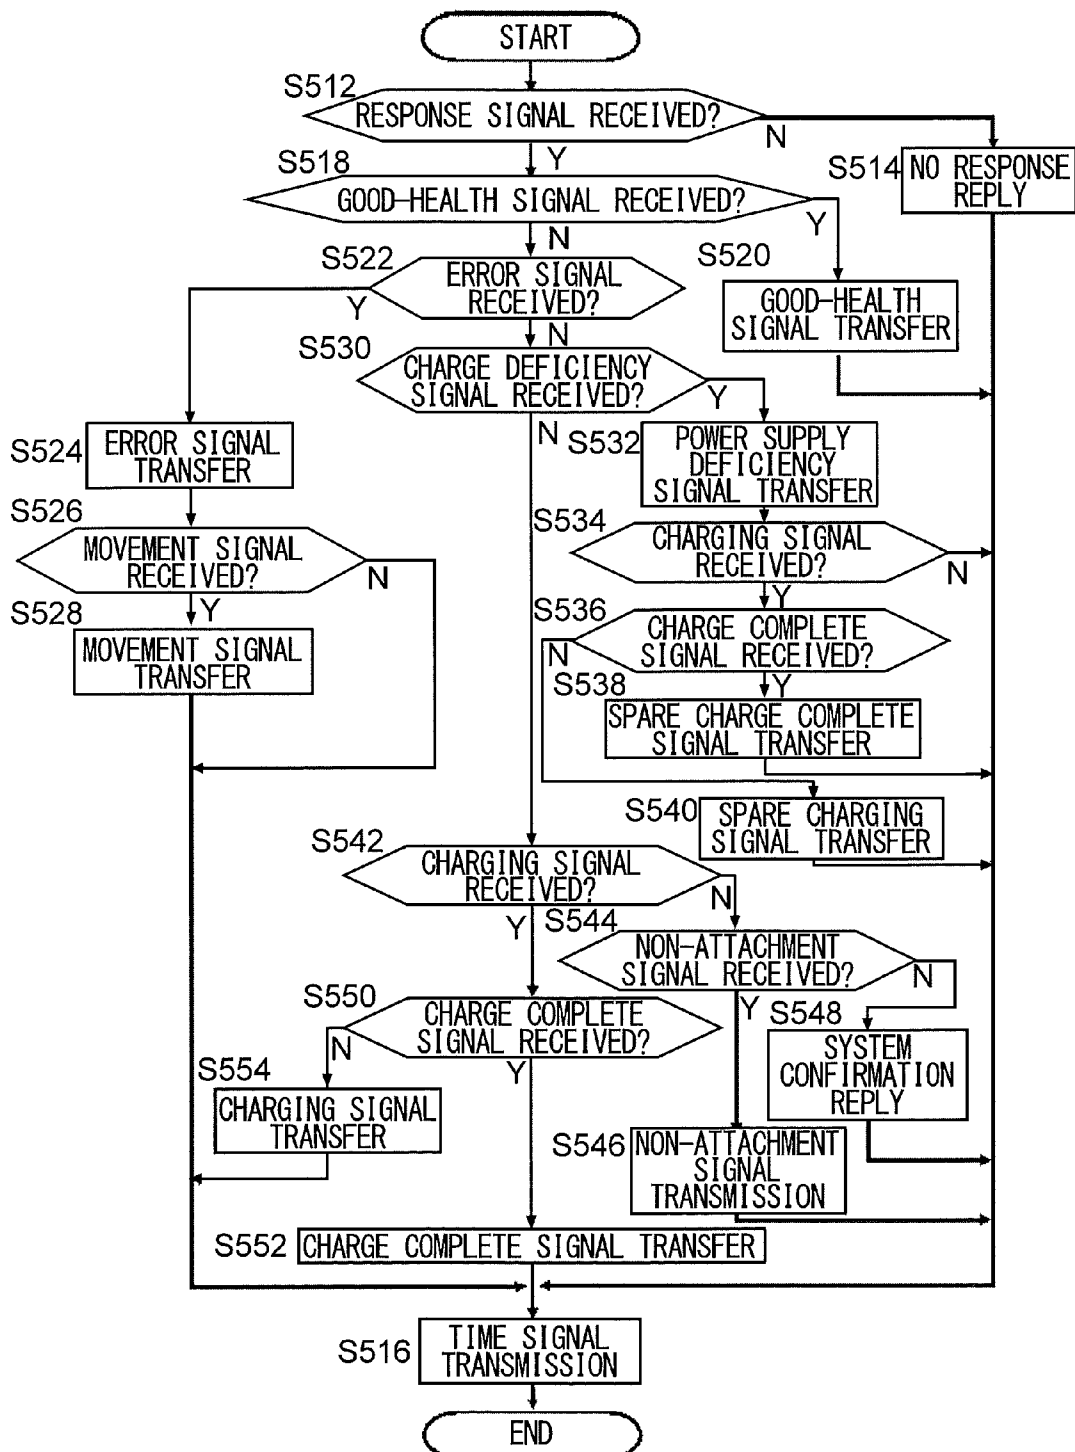 START
S512
RESPONSE SIGNAL RECEIVED?
N
Y
S514
NO RESPONSE
REPLY
S518
GOOD-HEALTH SIGNAL RECEIVED?
Y
N
S520
GOOD-HEALTH
SIGNAL TRANSFER
S522
ERROR SIGNAL
RECEIVED?
Y
N
S530
CHARGE DEFICIENCY
SIGNAL RECEIVED?
Y
N
S524
ERROR SIGNAL
TRANSFER
S532
POWER SUPPLY
DEFICIENCY
SIGNAL TRANSFER
S526
MOVEMENT SIGNAL
RECEIVED?
N
Y
S534
CHARGING SIGNAL
RECEIVED?
N
Y
S528
MOVEMENT SIGNAL
TRANSFER
S536
CHARGE COMPLETE
SIGNAL RECEIVED?
N
Y
S538
SPARE CHARGE COMPLETE
SIGNAL TRANSFER
S540
SPARE CHARGING
SIGNAL TRANSFER
S542
CHARGING SIGNAL
RECEIVED?
N
Y
S544
NON-ATTACHMENT
SIGNAL RECEIVED?
N
Y
S550
CHARGE COMPLETE
SIGNAL RECEIVED?
N
Y
S548
SYSTEM
CONFIRMATION
REPLY
S554
CHARGING SIGNAL
TRANSFER
S546
NON-ATTACHMENT
SIGNAL
TRANSMISSION
S552
CHARGE COMPLETE SIGNAL TRANSFER
S516
TIME SIGNAL
TRANSMISSION
END